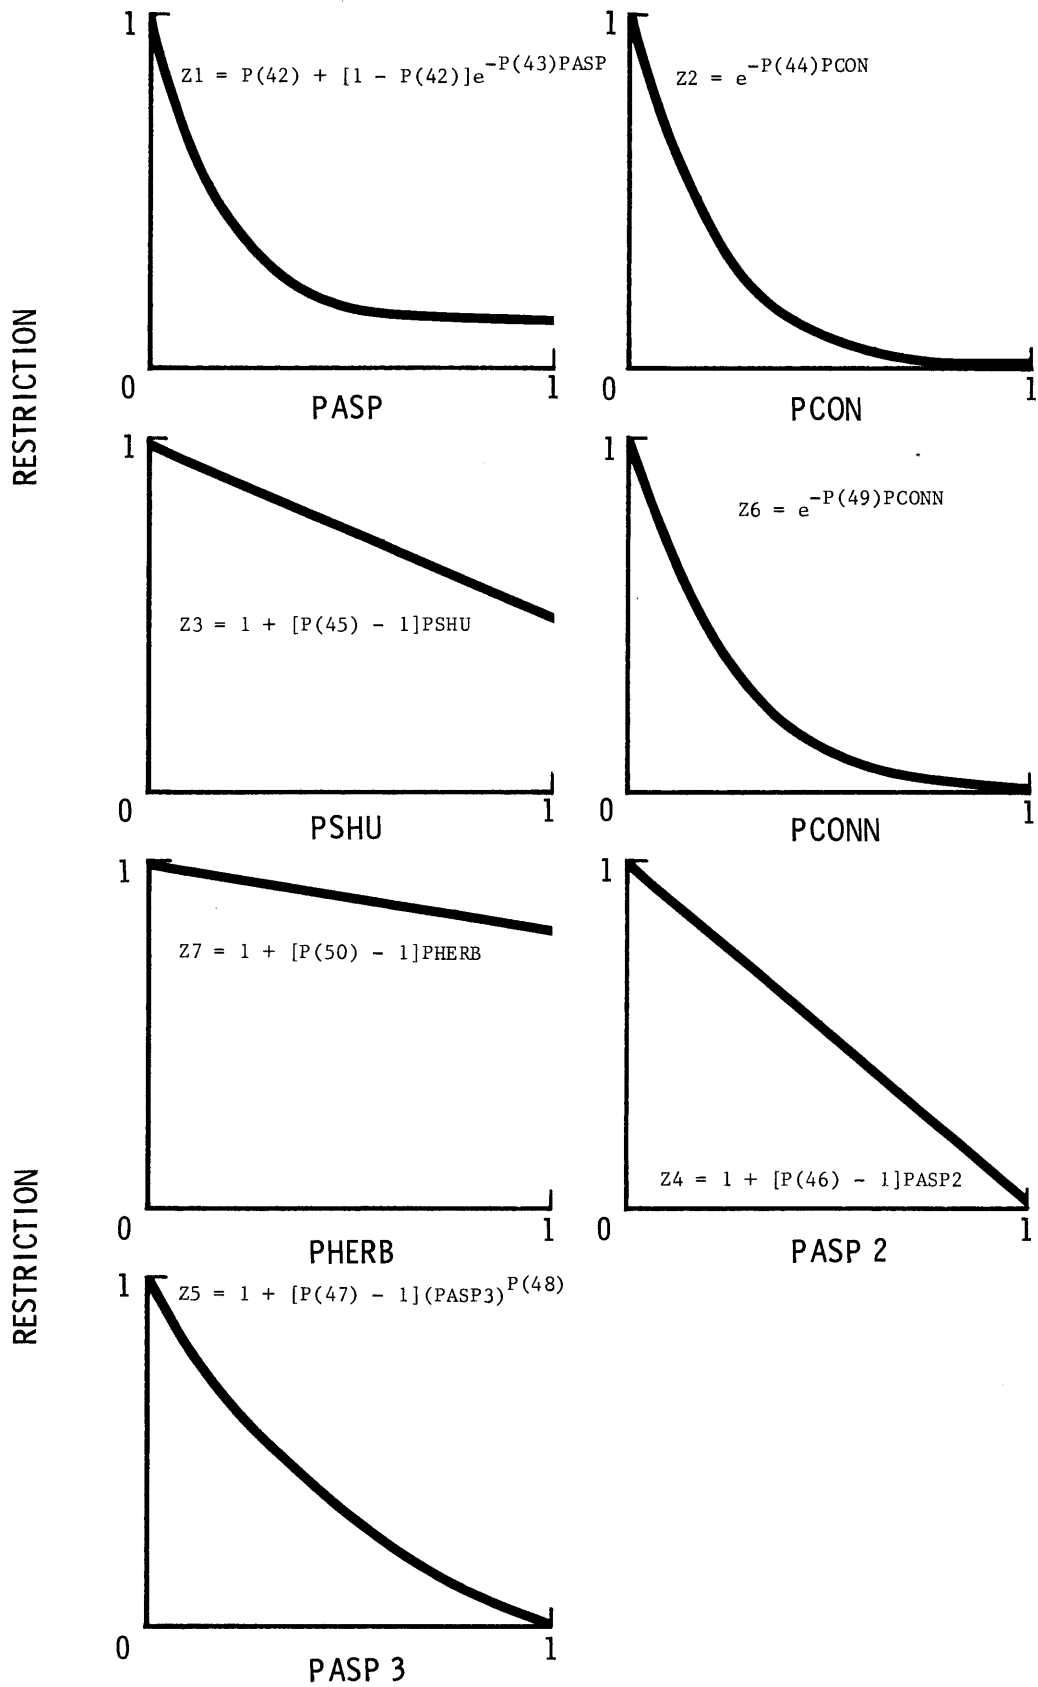 RESTRICTION
1
Z1 = P(42) + [1 - P(42)]e^-P(43)PASP
0
1
PASP
1
Z2 = e^-P(44)PCON
0
1
PCON
1
Z3 = 1 + [P(45) - 1]PSHU
0
1
PSHU
1
Z6 = e^-P(49)PCONN
0
1
PCONN
RESTRICTION
1
Z7 = 1 + [P(50) - 1]PHERB
0
1
PHERB
1
Z4 = 1 + [P(46) - 1]PASP2
0
1
PASP 2
1
Z5 = 1 + [P(47) - 1](PASP3)^P(48)
0
1
PASP 3